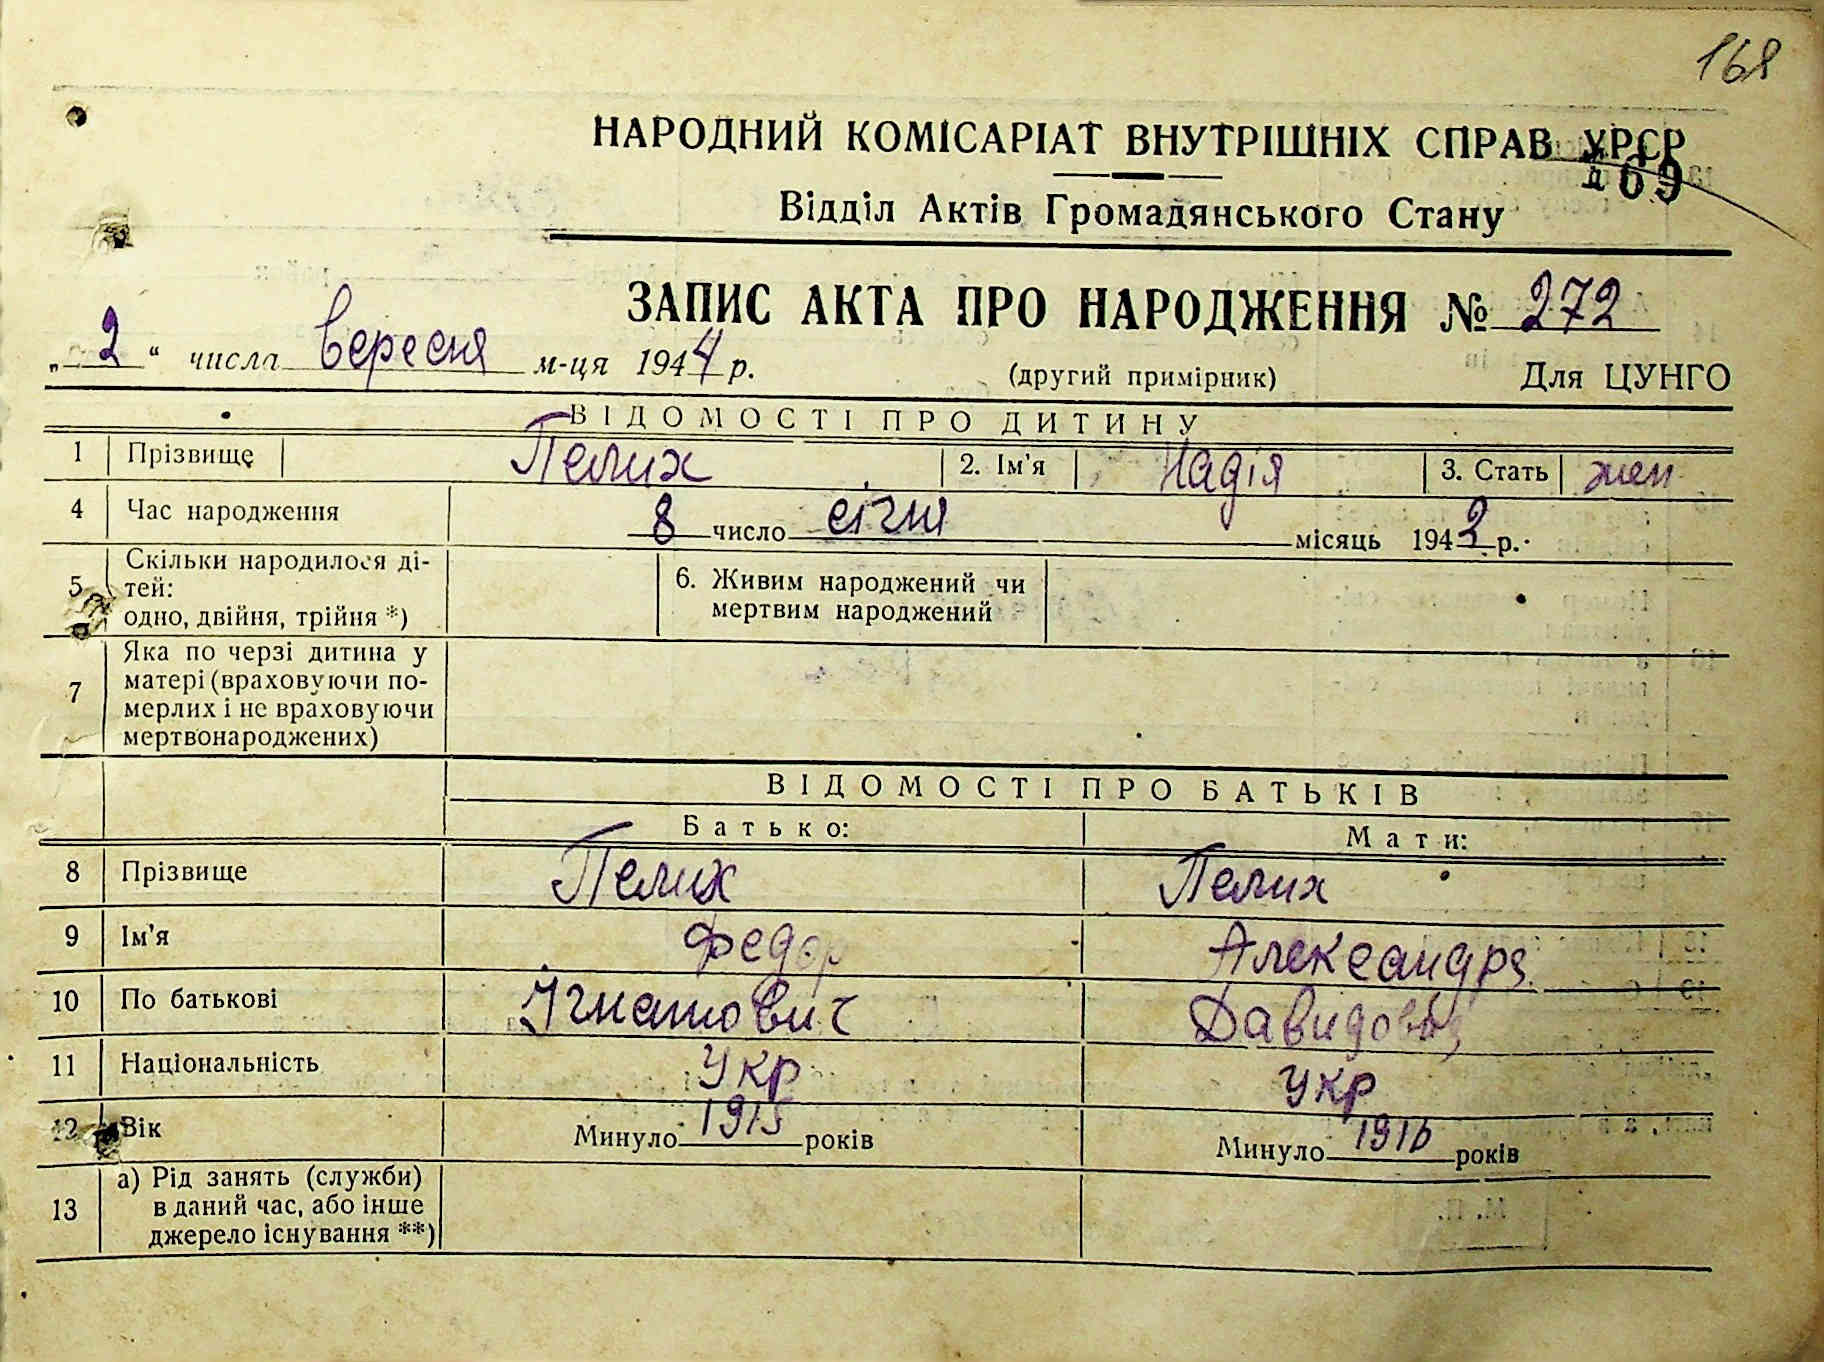 168
НАРОДНИЙ КОМІСАРІАТ ВНУТРІШНІХ СПРАВ УРСР
169
Відділ Актів Громадянського Стану
ЗАПИС АКТА ПРО НАРОДЖЕННЯ № 272
„ 2 “ числа вересня м-ця 1944 р. (другий примірник) Для ЦУНГО
ВІДОМОСТІ ПРО ДИТИНУ
1 Прізвище Пелих 2. Ім'я Надія 3. Стать жен
4 Час народження 8 число січня місяць 1942 р.
5 Скільки народилося ді-
тей:
одно, двійня, трійня *)
6. Живим народжений чи
мертвим народжений
7 Яка по черзі дитина у
матері (враховуючи по-
мерлих і не враховуючи
мертвонароджених)
ВІДОМОСТІ ПРО БАТЬКІВ
Батько: Мати:
8 Прізвище Пелих Пелих
9 Ім'я Федор Александра
10 По батькові Ігнатович Давидовна
11 Національність Укр Укр
12 Вік Минуло 1915 років Минуло 1916 років
13 а) Рід занять (служби)
в даний час, або інше
джерело існування **)